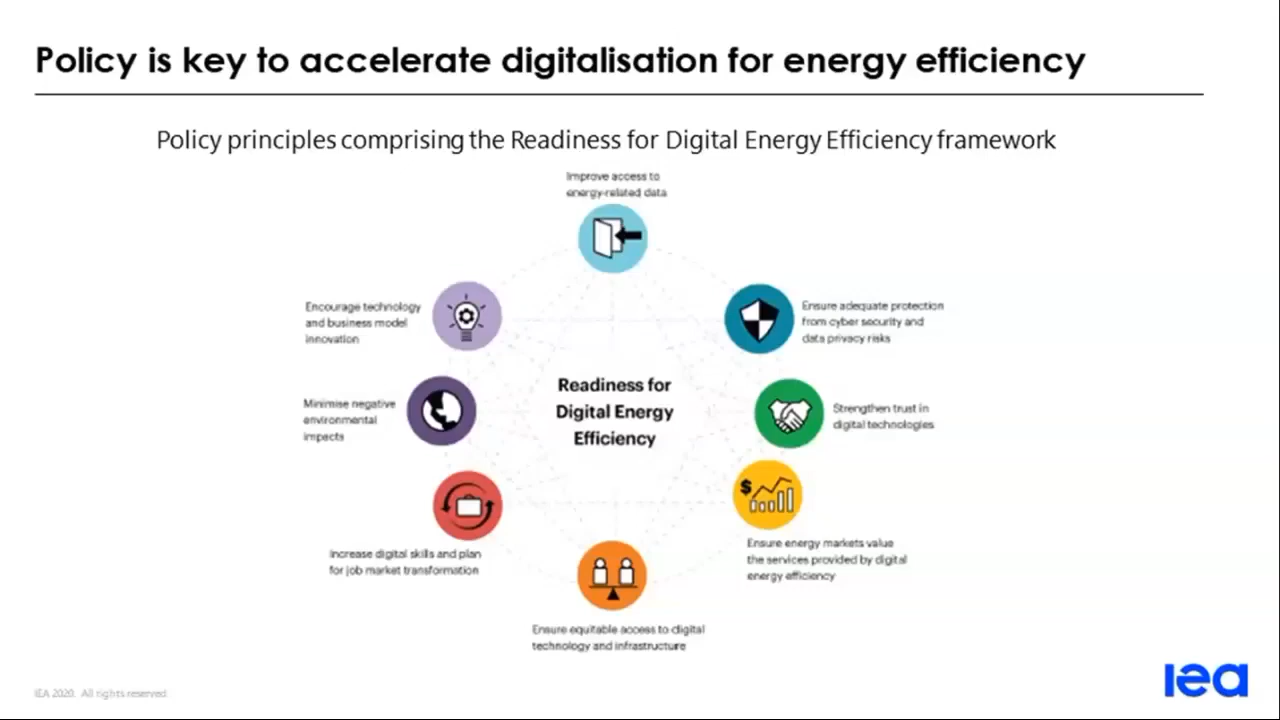 Policy is key to accelerate digitalisation for energy efficiency
Policy principles comprising the Readiness for Digital Energy Efficiency framework
Improve access to
energy-related data
Encourage technology
and business model
innovation
Ensure adequate protection
from cyber security and
data privacy risks
Readiness for
Digital Energy
Efficiency
Minimise negative
environmental
impacts
Strengthen trust in
digital technologies
$
Increase digital skills and plan
for job market transformation
Ensure energy markets value
the services provided by digital
energy efficiency
Ensure equitable access to digital
technology and infrastructure
IEA 2020. All rights reserved
iea